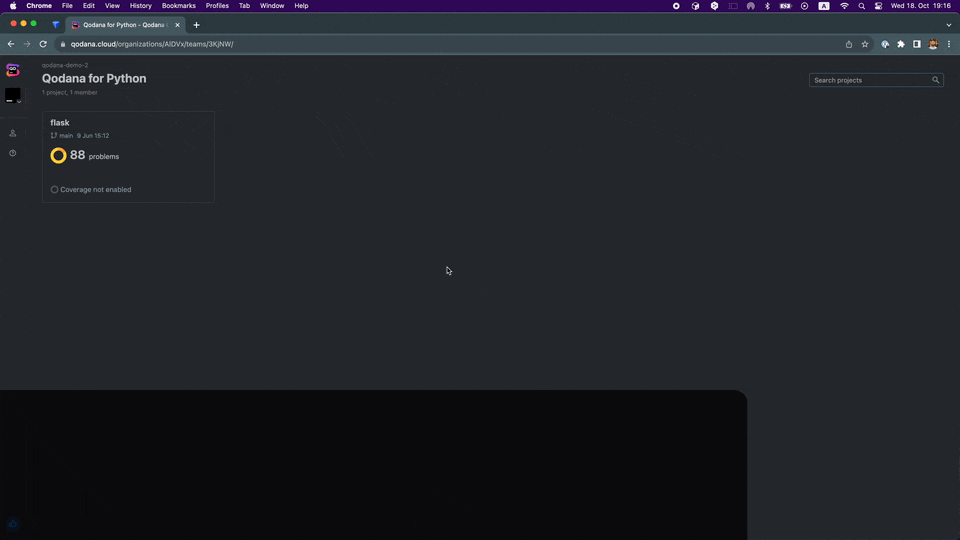 Chrome File Edit View History Bookmarks Profiles Tab Window Help A Wed 18. Oct 19:16
Qodana for Python - Qodana
qodana.cloud/organizations/AlDVx/teams/3KjNW/
qodana-demo-2
Qodana for Python
1 project, 1 member
Search projects
flask
main 9 Jun 15:12
88 problems
Coverage not enabled